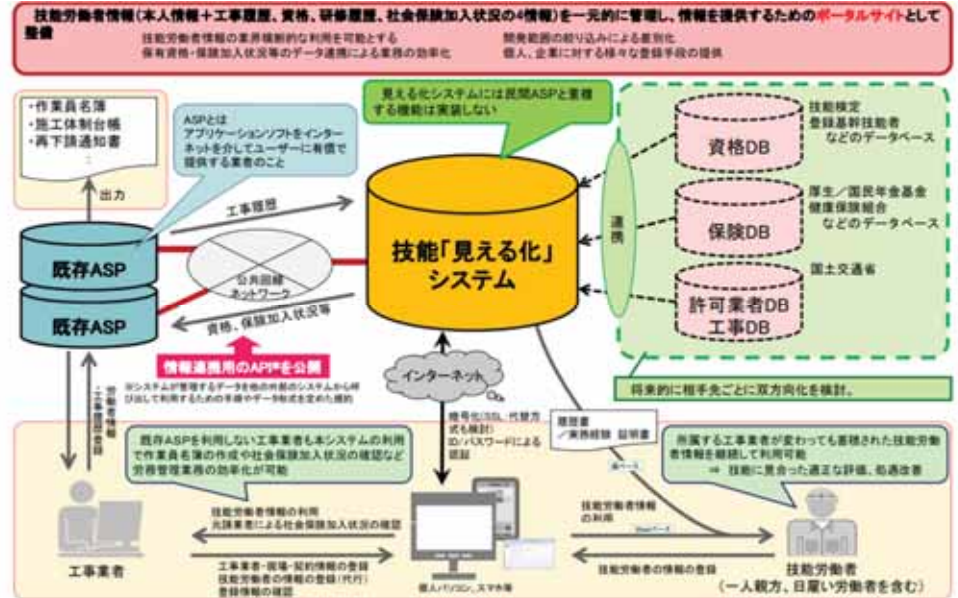 技能労働者情報(本人情報＋工事履歴、資格、研修履歴、社会保険加入状況の4情報)を一元的に管理し、情報を提供するためのポータルサイトとして
整備
技能労働者情報の業界横断的な利用を可能とする
開発範囲の絞り込みによる差別化
保有資格・保険加入状況等のデータ連携による業務の効率化
個人、企業に対する様々な登録手段の提供
・作業員名簿
・施工体制台帳
・再下請通知書
:
出力
ASPとは
アプリケーションソフトをインター
ネットを介してユーザーに有償で
提供する業者のこと
見える化システムには民間ASPと重複
する機能は実装しない
資格DB
技能検定
登録基幹技能者
などのデータベース
保険DB
厚生／国民年金基金
健康保険組合
などのデータベース
許可業者DB
工事DB
国土交通省
連携
将来的に相手先ごとに双方向化を検討。
工事履歴
既存ASP
既存ASP
公共回線
ネットワーク
資格、保険加入状況等
技能「見える化」
システム
情報連携用のAPI※を公開
※システムが管理するデータを他の外部のシステムから呼
び出して利用するための手順やデータ形式を定めた規約
インターネット
暗号化(SSL・代替方
式も検討)
ID/パスワードによる
認証
履歴書
／実務経験 証明書
紙ベース
Webベース
労働者情報
・工事履歴登録
既存ASPを利用しない工事業者も本システムの利用
で作業員名簿の作成や社会保険加入状況の確認など
労務管理業務の効率化が可能
所属する工事業者が変わっても蓄積された技能労働
者情報を継続して利用可能
⇒ 技能に見合った適正な評価、処遇改善
技能労働者情報の利用
元請業者による社会保険加入状況の確認
工事業者・現場・契約情報の登録
技能労働者の情報の登録(代行)
登録情報の確認
工事業者
個人パソコン、スマホ等
技能労働者情報
の利用
技能労働者の情報の登録
技能労働者
(一人親方、日雇い労働者を含む)